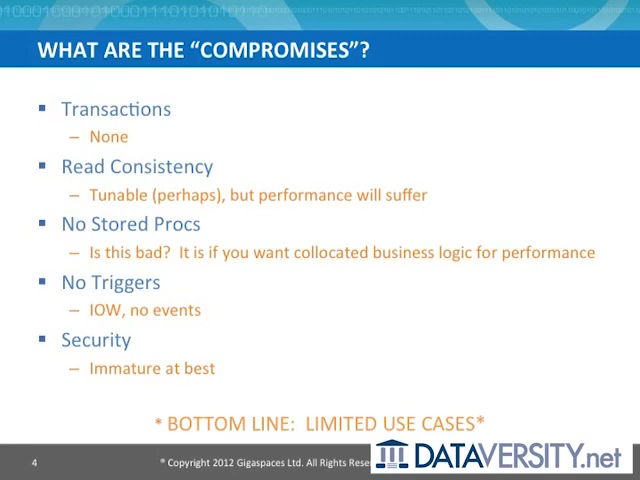 WHAT ARE THE “COMPROMISES”?
▪ Transactions
– None
▪ Read Consistency
– Tunable (perhaps), but performance will suffer
▪ No Stored Procs
– Is this bad?  It is if you want collocated business logic for performance
▪ No Triggers
– IOW, no events
▪ Security
– Immature at best
* BOTTOM LINE:  LIMITED USE CASES*
4
® Copyright 2012 Gigaspaces Ltd. All Rights
DATAVERSITY.net